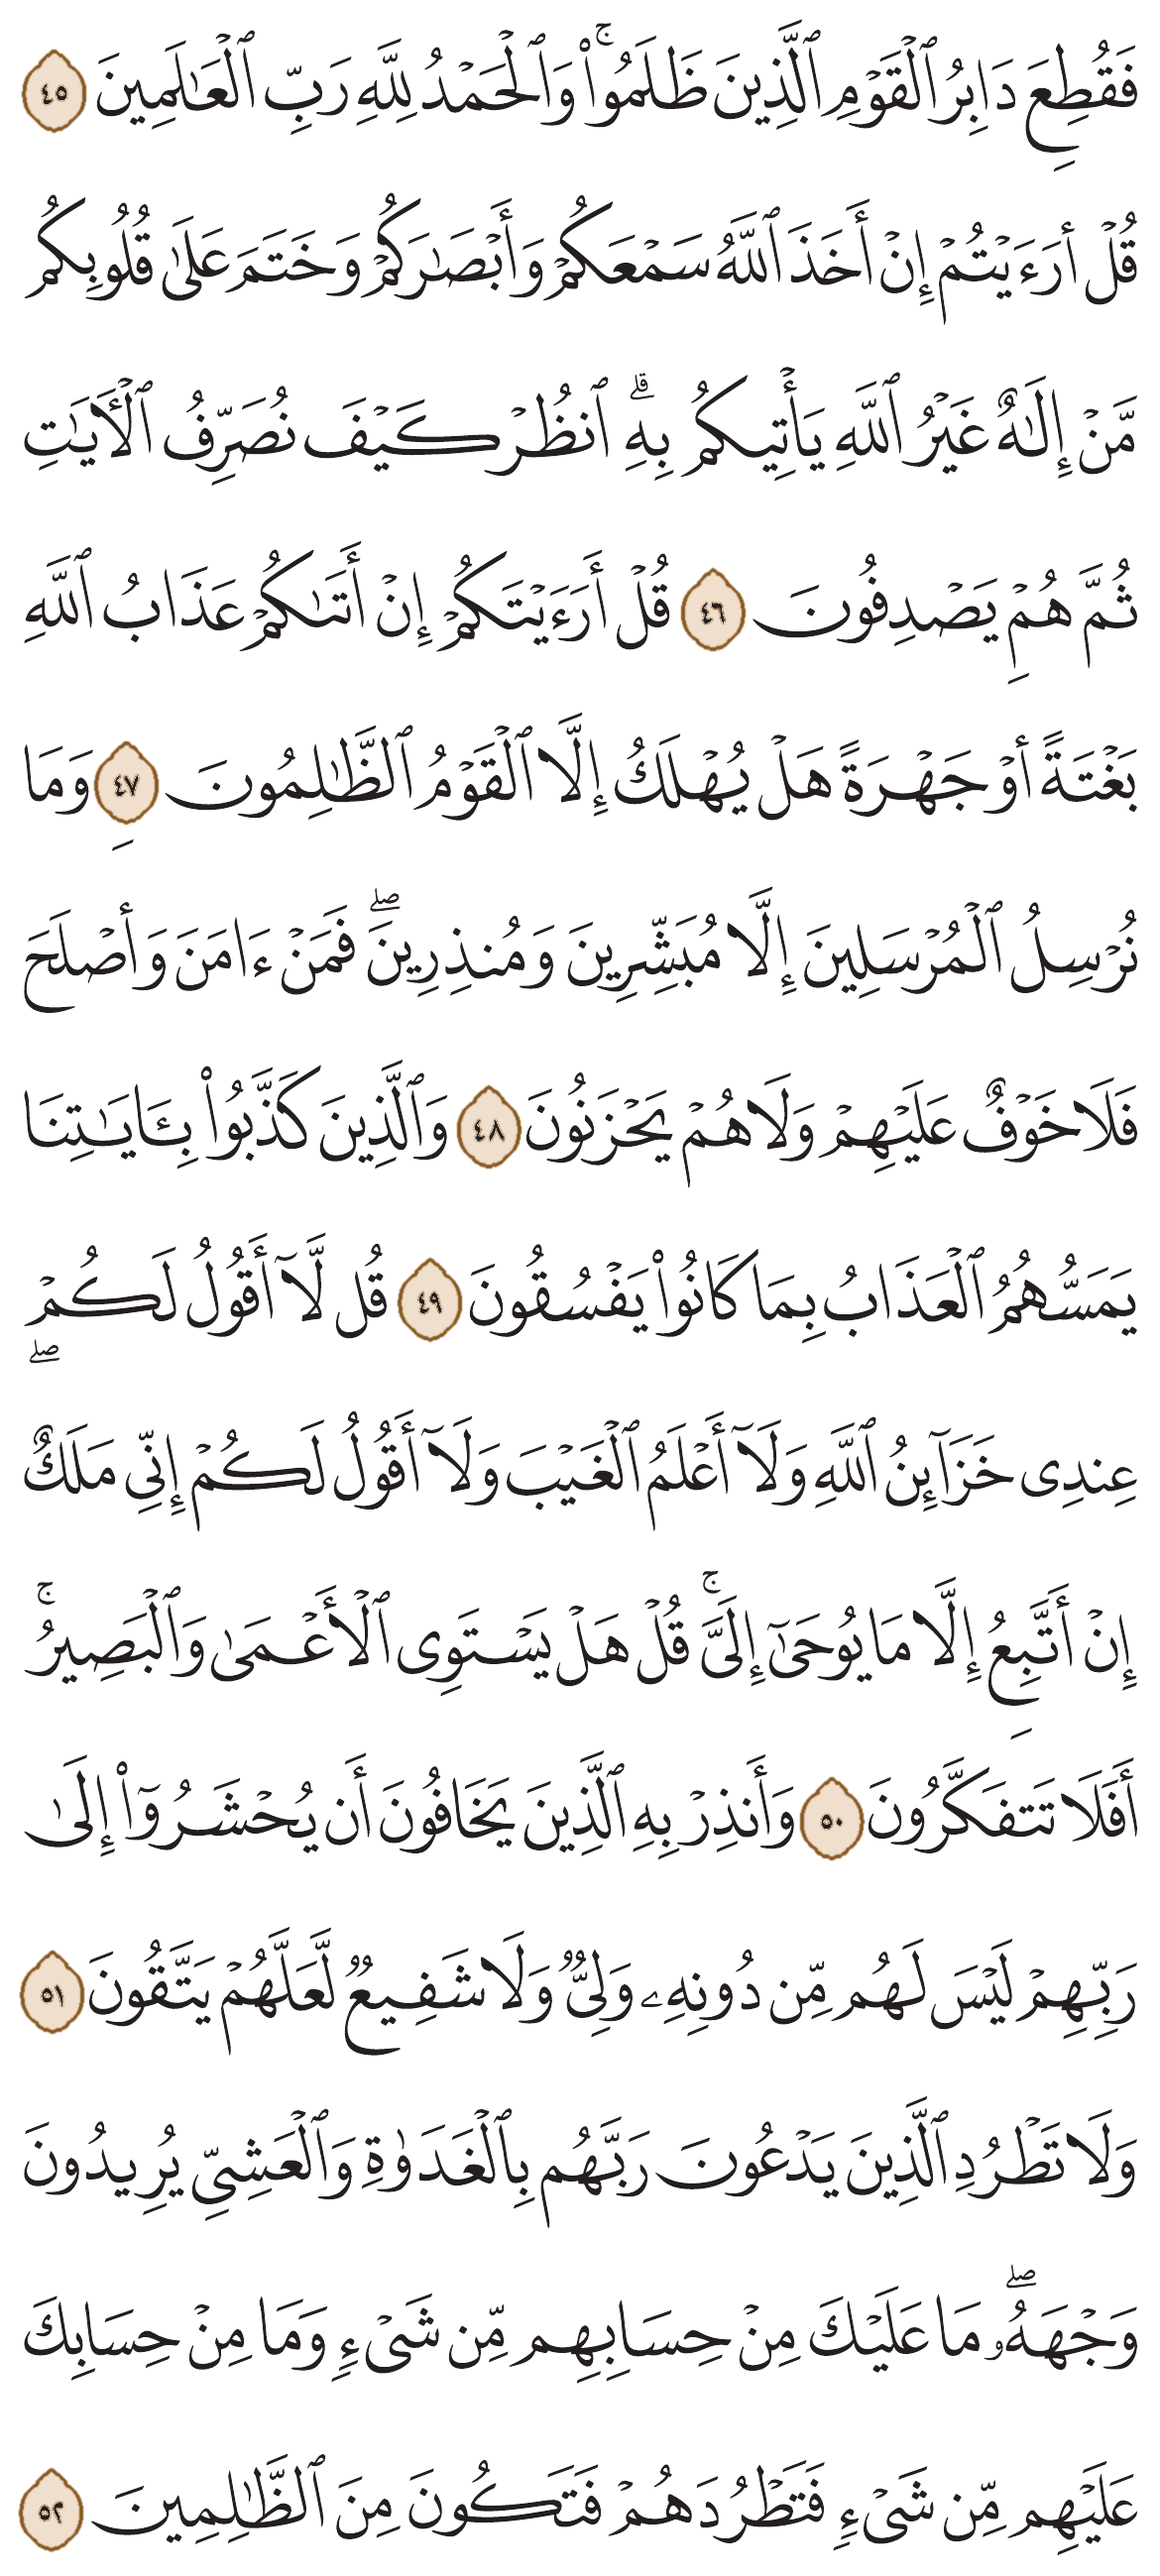 فَقُطِعَ دَابِرُ ٱلۡقَوۡمِ ٱلَّذِينَ ظَلَمُواْۚ وَٱلۡحَمۡدُ لِلَّهِ رَبِّ ٱلۡعَٰلَمِينَ ٤٥
قُلۡ أَرَءَيۡتُمۡ إِنۡ أَخَذَ ٱللَّهُ سَمۡعَكُمۡ وَأَبۡصَٰرَكُمۡ وَخَتَمَ عَلَىٰ قُلُوبِكُم
مَّنۡ إِلَٰهٌ غَيۡرُ ٱللَّهِ يَأۡتِيكُم بِهِۗ ٱنظُرۡ كَيۡفَ نُصَرِّفُ ٱلۡأٓيَٰتِ
ثُمَّ هُمۡ يَصۡدِفُونَ ٤٦ قُلۡ أَرَءَيۡتَكُمۡ إِنۡ أَتَىٰكُمۡ عَذَابُ ٱللَّهِ
بَغۡتَةً أَوۡ جَهۡرَةً هَلۡ يُهۡلَكُ إِلَّا ٱلۡقَوۡمُ ٱلظَّٰلِمُونَ ٤٧ وَمَا
نُرۡسِلُ ٱلۡمُرۡسَلِينَ إِلَّا مُبَشِّرِينَ وَمُنذِرِينَۖ فَمَنۡ ءَامَنَ وَأَصۡلَحَ
فَلَا خَوۡفٌ عَلَيۡهِمۡ وَلَا هُمۡ يَحۡزَنُونَ ٤٨ وَٱلَّذِينَ كَذَّبُواْ بِـَٔايَٰتِنَا
يَمَسُّهُمُ ٱلۡعَذَابُ بِمَا كَانُواْ يَفۡسُقُونَ ٤٩ قُل لَّآ أَقُولُ لَكُمۡ
عِندِي خَزَآئِنُ ٱللَّهِ وَلَآ أَعۡلَمُ ٱلۡغَيۡبَ وَلَآ أَقُولُ لَكُمۡ إِنِّي مَلَكٌۖ
إِنۡ أَتَّبِعُ إِلَّا مَا يُوحَىٰٓ إِلَيَّۚ قُلۡ هَلۡ يَسۡتَوِي ٱلۡأَعۡمَىٰ وَٱلۡبَصِيرُۚ
أَفَلَا تَتَفَكَّرُونَ ٥٠ وَأَنذِرۡ بِهِ ٱلَّذِينَ يَخَافُونَ أَن يُحۡشَرُوٓاْ إِلَىٰ
رَبِّهِمۡ لَيۡسَ لَهُم مِّن دُونِهِۦ وَلِيٌّ وَلَا شَفِيعٌ لَّعَلَّهُمۡ يَتَّقُونَ ٥١
وَلَا تَطۡرُدِ ٱلَّذِينَ يَدۡعُونَ رَبَّهُم بِٱلۡغَدَوٰةِ وَٱلۡعَشِيِّ يُرِيدُونَ
وَجۡهَهُۥۖ مَا عَلَيۡكَ مِنۡ حِسَابِهِم مِّن شَيۡءٍ وَمَا مِنۡ حِسَابِكَ
عَلَيۡهِم مِّن شَيۡءٍ فَتَطۡرُدَهُمۡ فَتَكُونَ مِنَ ٱلظَّٰلِمِينَ ٥٢